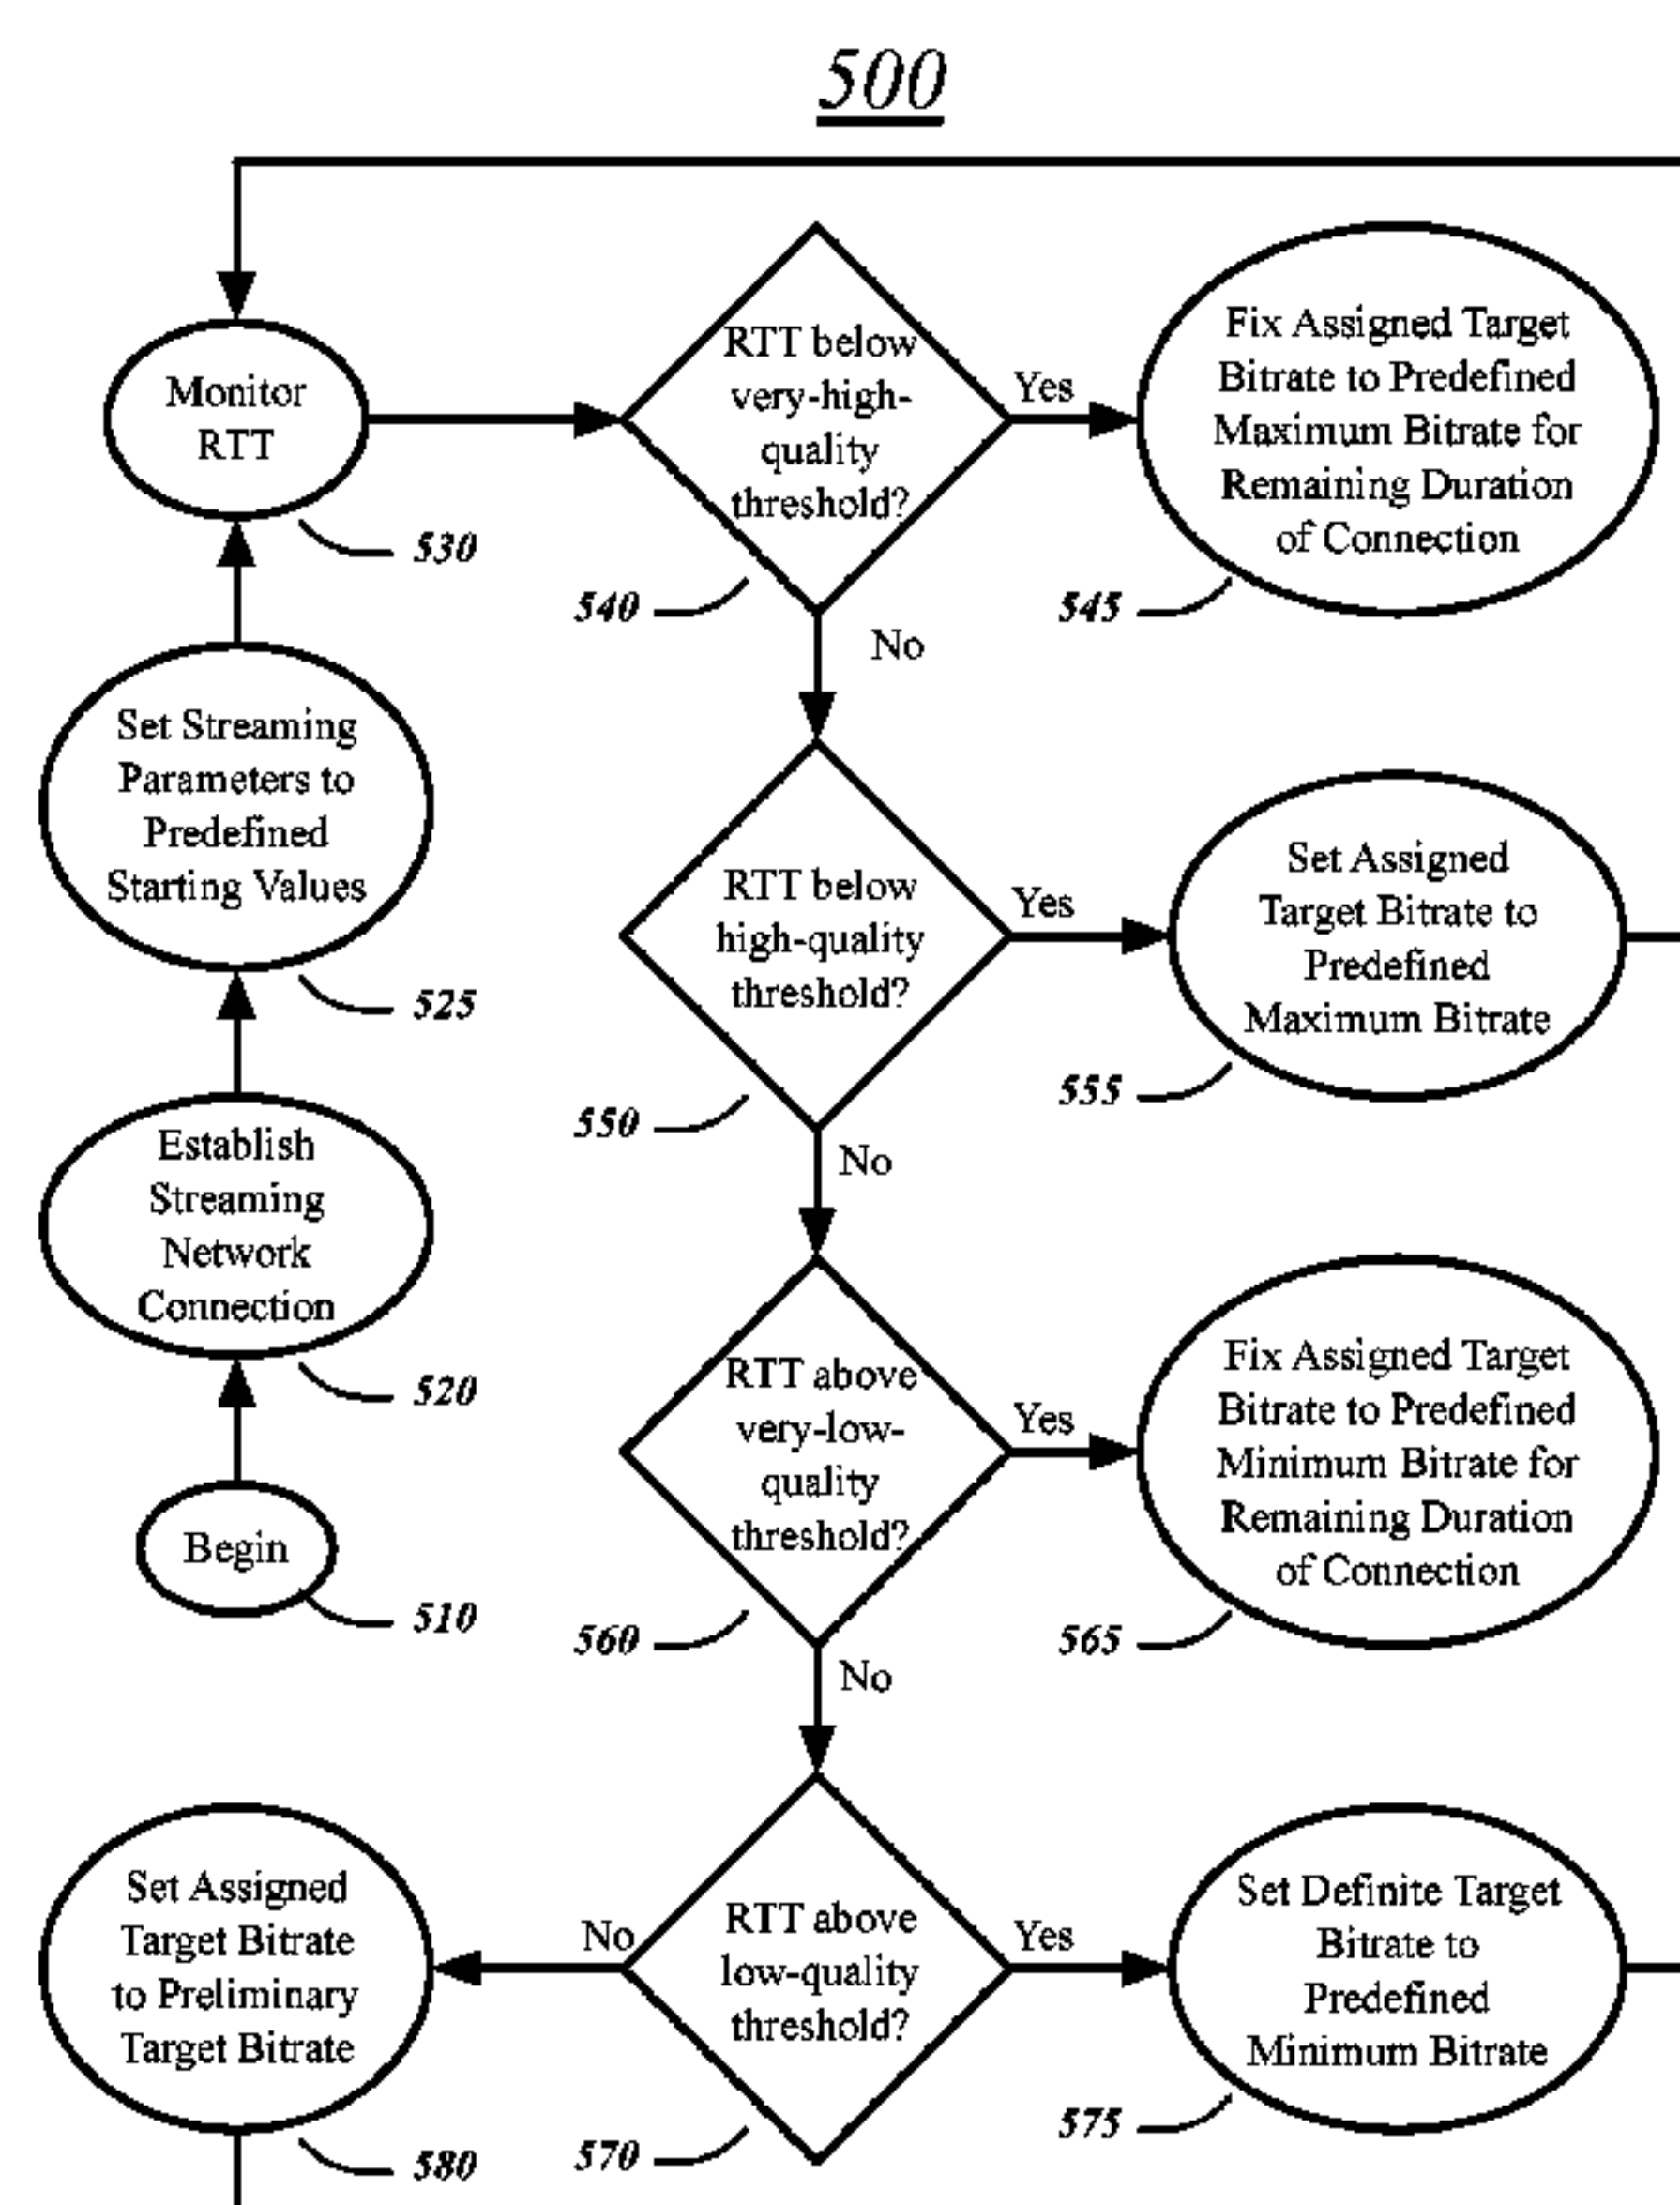 500
Monitor
RTT
530
RTT below
very-high-
quality
threshold?
540
Yes
Fix Assigned Target
Bitrate to Predefined
Maximum Bitrate for
Remaining Duration
of Connection
545
No
Set Streaming
Parameters to
Predefined
Starting Values
525
RTT below
high-quality
threshold?
550
Yes
Set Assigned
Target Bitrate to
Predefined
Maximum Bitrate
555
No
Establish
Streaming
Network
Connection
520
RTT above
very-low-
quality
threshold?
560
Yes
Fix Assigned Target
Bitrate to Predefined
Minimum Bitrate for
Remaining Duration
of Connection
565
Begin
510
No
Set Assigned
Target Bitrate
to Preliminary
Target Bitrate
580
No
RTT above
low-quality
threshold?
570
Yes
Set Definite Target
Bitrate to
Predefined
Minimum Bitrate
575